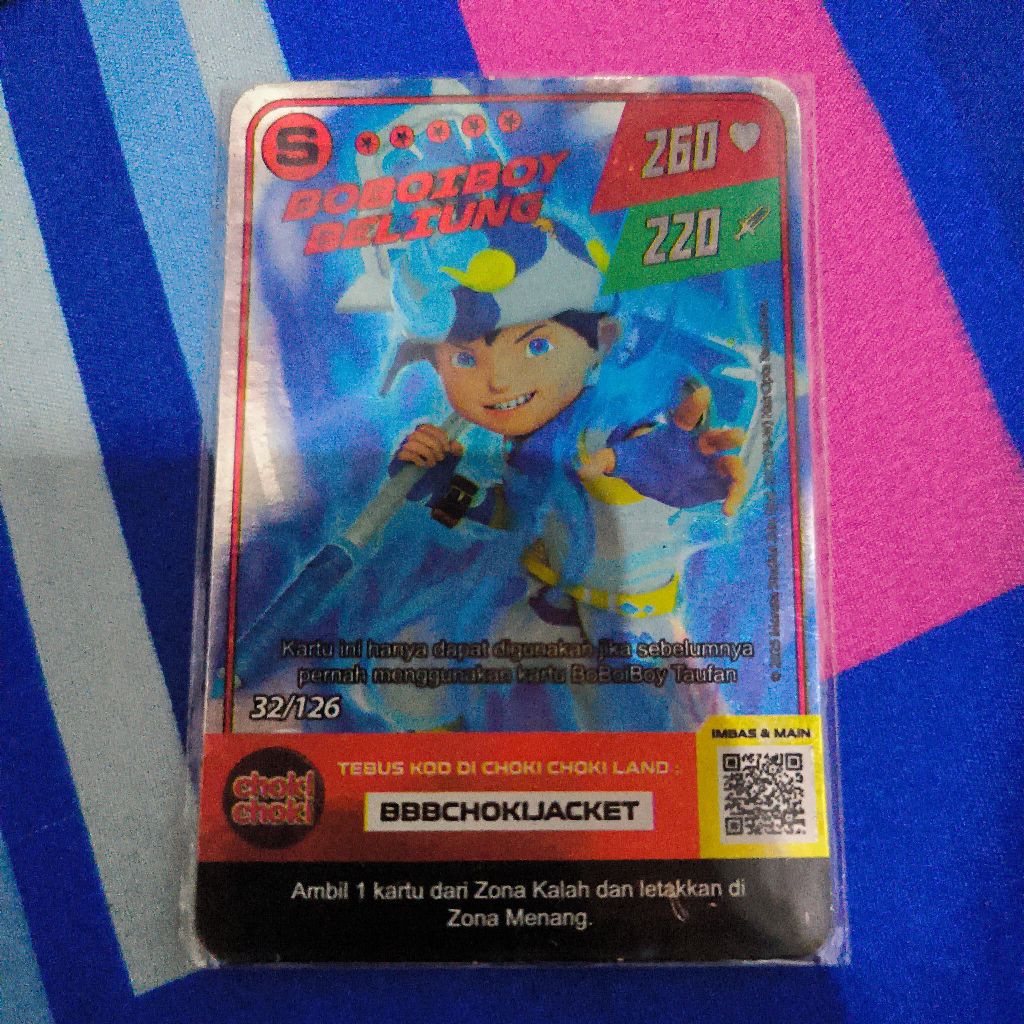 S
BOBOIBOY
BELIUNG
260
220
Kartu ini hanya dapat digunakan jika sebelumnya
pernah menggunakan kartu BoBoiBoy Taufan
32/126
IMBAS & MAIN
choki
choki
TEBUS KOD DI CHOKI CHOKI LAND :
BBBCHOKIJACKET
Ambil 1 kartu dari Zona Kalah dan letakkan di
Zona Menang.